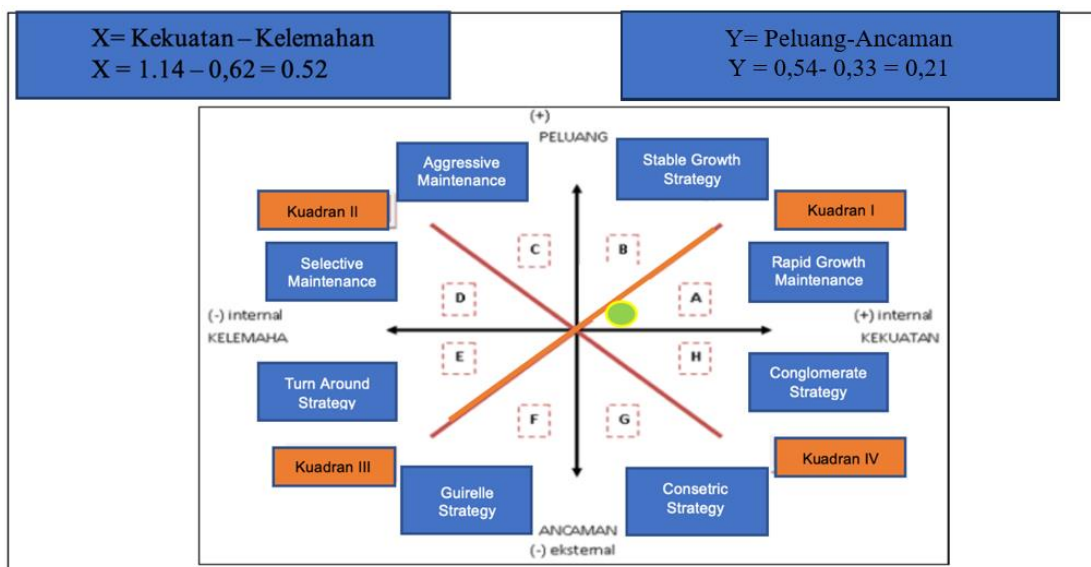 X= Kekuatan – Kelemahan
X = 1.14 – 0,62 = 0.52
Y= Peluang-Ancaman
Y = 0,54- 0,33 = 0,21
(+)
PELUANG
Aggressive
Maintenance
Stable Growth
Strategy
Kuadran II
Kuadran I
C
B
Selective
Maintenance
Rapid Growth
Maintenance
D
A
(-) internal
KELEMAHA
(+) internal
KEKUATAN
E
H
Turn Around
Strategy
Conglomerate
Strategy
F
G
Kuadran III
Kuadran IV
Guirelle
Strategy
Consetric
Strategy
ANCAMAN
(-) eksternal